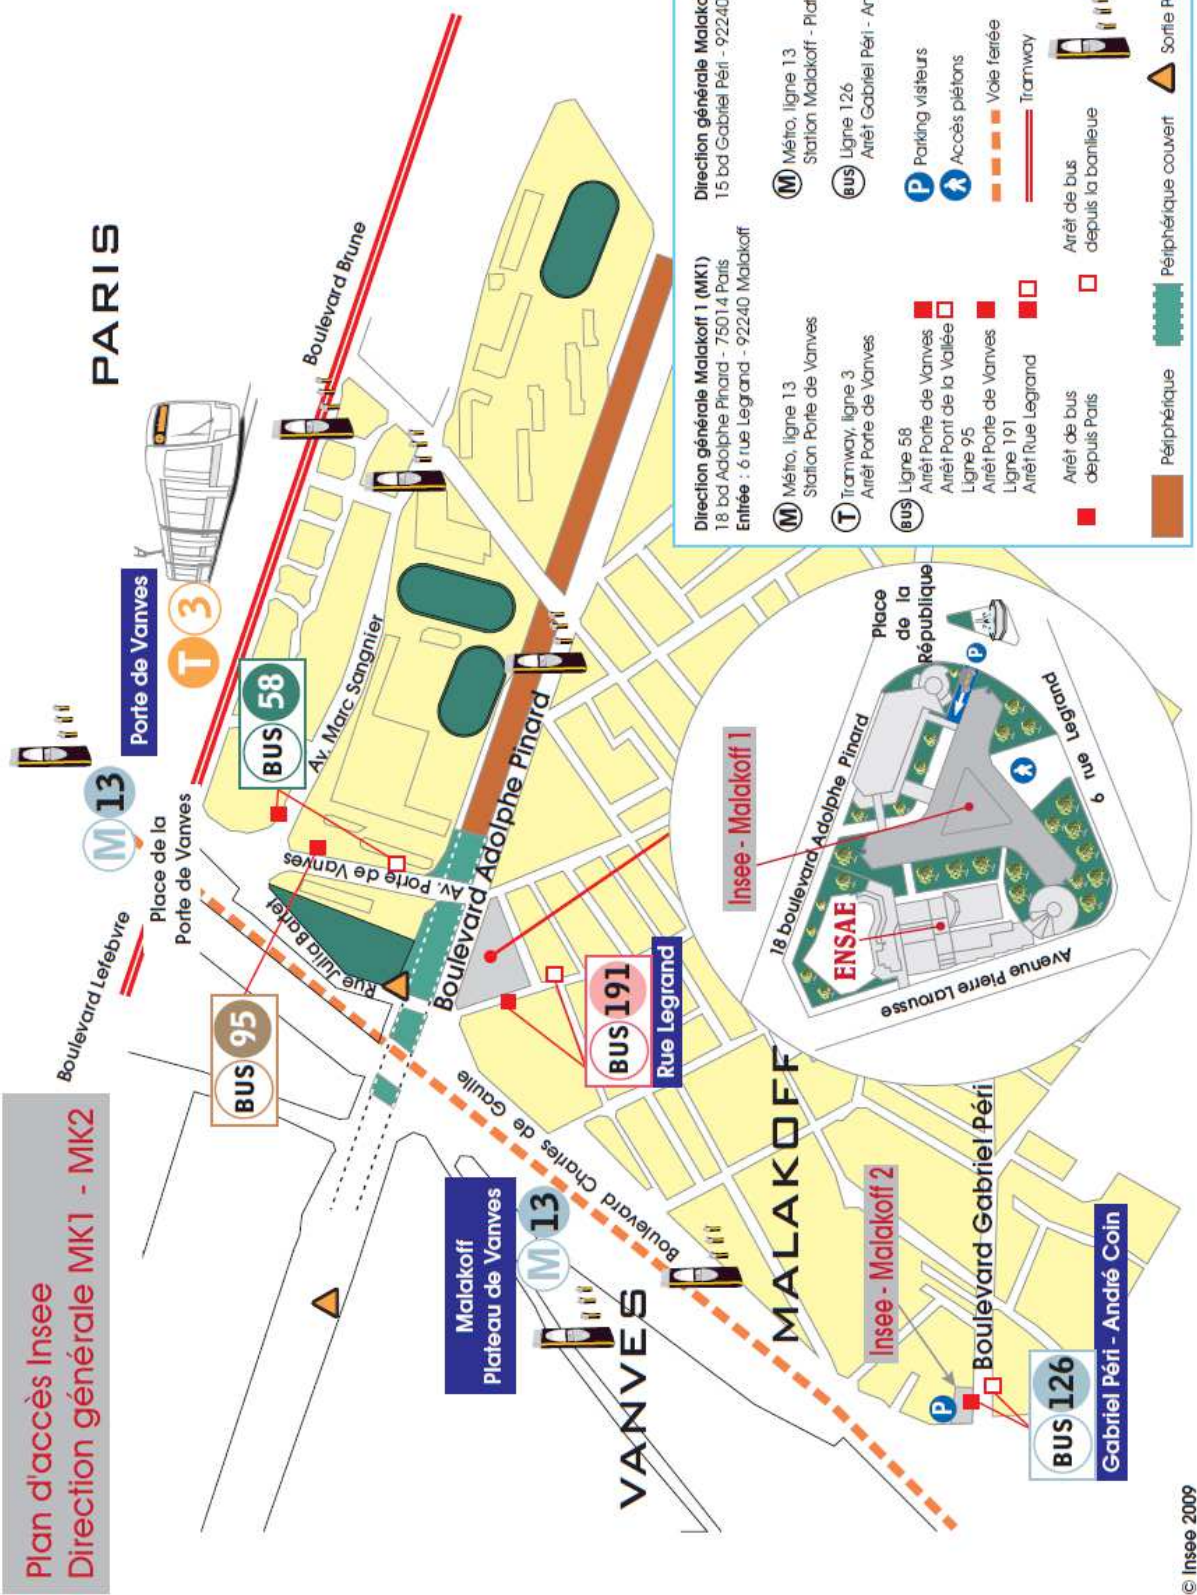 Plan d'accès Insee
Direction générale MK1 - MK2
PARIS
Boulevard Lefebvre
Place de la
Porte de Vanves
M 13
Porte de Vanves
T 3
Boulevard Brune
BUS 95
BUS 58
Av. Marc Sangnier
Av. Porte de Vanves
Rue Julia Bartet
Boulevard Adolphe Pinard
Malakoff
Plateau de Vanves
M 13
Boulevard Charles de Gaulle
BUS 191
Rue Legrand
VANVES
MALAKOFF
Insee - Malakoff 2
P
Boulevard Gabriel Péri
BUS 126
Gabriel Péri - André Coin
Insee - Malakoff 1
18 boulevard Adolphe Pinard
ENSAE
Avenue Pierre Larousse
6 rue Legrand
P
Place
de la
République
Direction générale Malakoff 1 (MK1)
18 bd Adolphe Pinard - 75014 Paris
Entrée : 6 rue Legrand - 92240 Malakoff
M Métro, ligne 13
Station Porte de Vanves
T Tramway, ligne 3
Arrêt Porte de Vanves
BUS Ligne 58
Arrêt Porte de Vanves
Arrêt Pont de la Vallée
Ligne 95
Arrêt Porte de Vanves
Ligne 191
Arrêt Rue Legrand
Arrêt de bus
depuis Paris
Arrêt de bus
depuis la banlieue
Périphérique
Périphérique couvert
Direction générale
15 bd Gabriel Péri - 92240
M Métro, ligne 13
Station Malakoff -
BUS Ligne 126
Arrêt Gabriel Péri -
P Parking visiteurs
Accès piétons
Voie ferrée
Tramway
Sortie
© Insee 2009